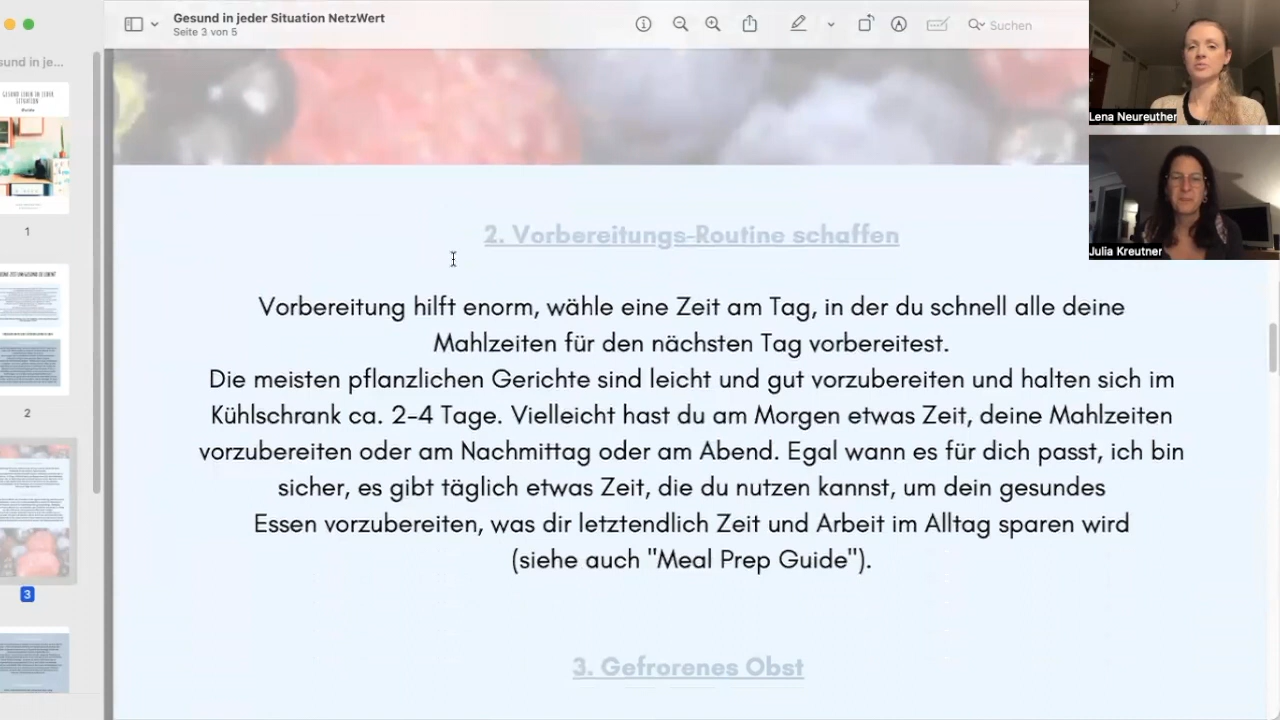 Gesund in jeder Situation NetzWert
Seite 3 von 5
Suchen
sund in je...
GESUND LEBEN IN JEDER
SITUATION
1
2
3
Lena Neureuther
Julia Kreutner
2. Vorbereitungs-Routine schaffen
Vorbereitung hilft enorm, wähle eine Zeit am Tag, in der du schnell alle deine
Mahlzeiten für den nächsten Tag vorbereitest.
Die meisten pflanzlichen Gerichte sind leicht und gut vorzubereiten und halten sich im
Kühlschrank ca. 2-4 Tage. Vielleicht hast du am Morgen etwas Zeit, deine Mahlzeiten
vorzubereiten oder am Nachmittag oder am Abend. Egal wann es für dich passt, ich bin
sicher, es gibt täglich etwas Zeit, die du nutzen kannst, um dein gesundes
Essen vorzubereiten, was dir letztendlich Zeit und Arbeit im Alltag sparen wird
(siehe auch "Meal Prep Guide").
3. Gefrorenes Obst